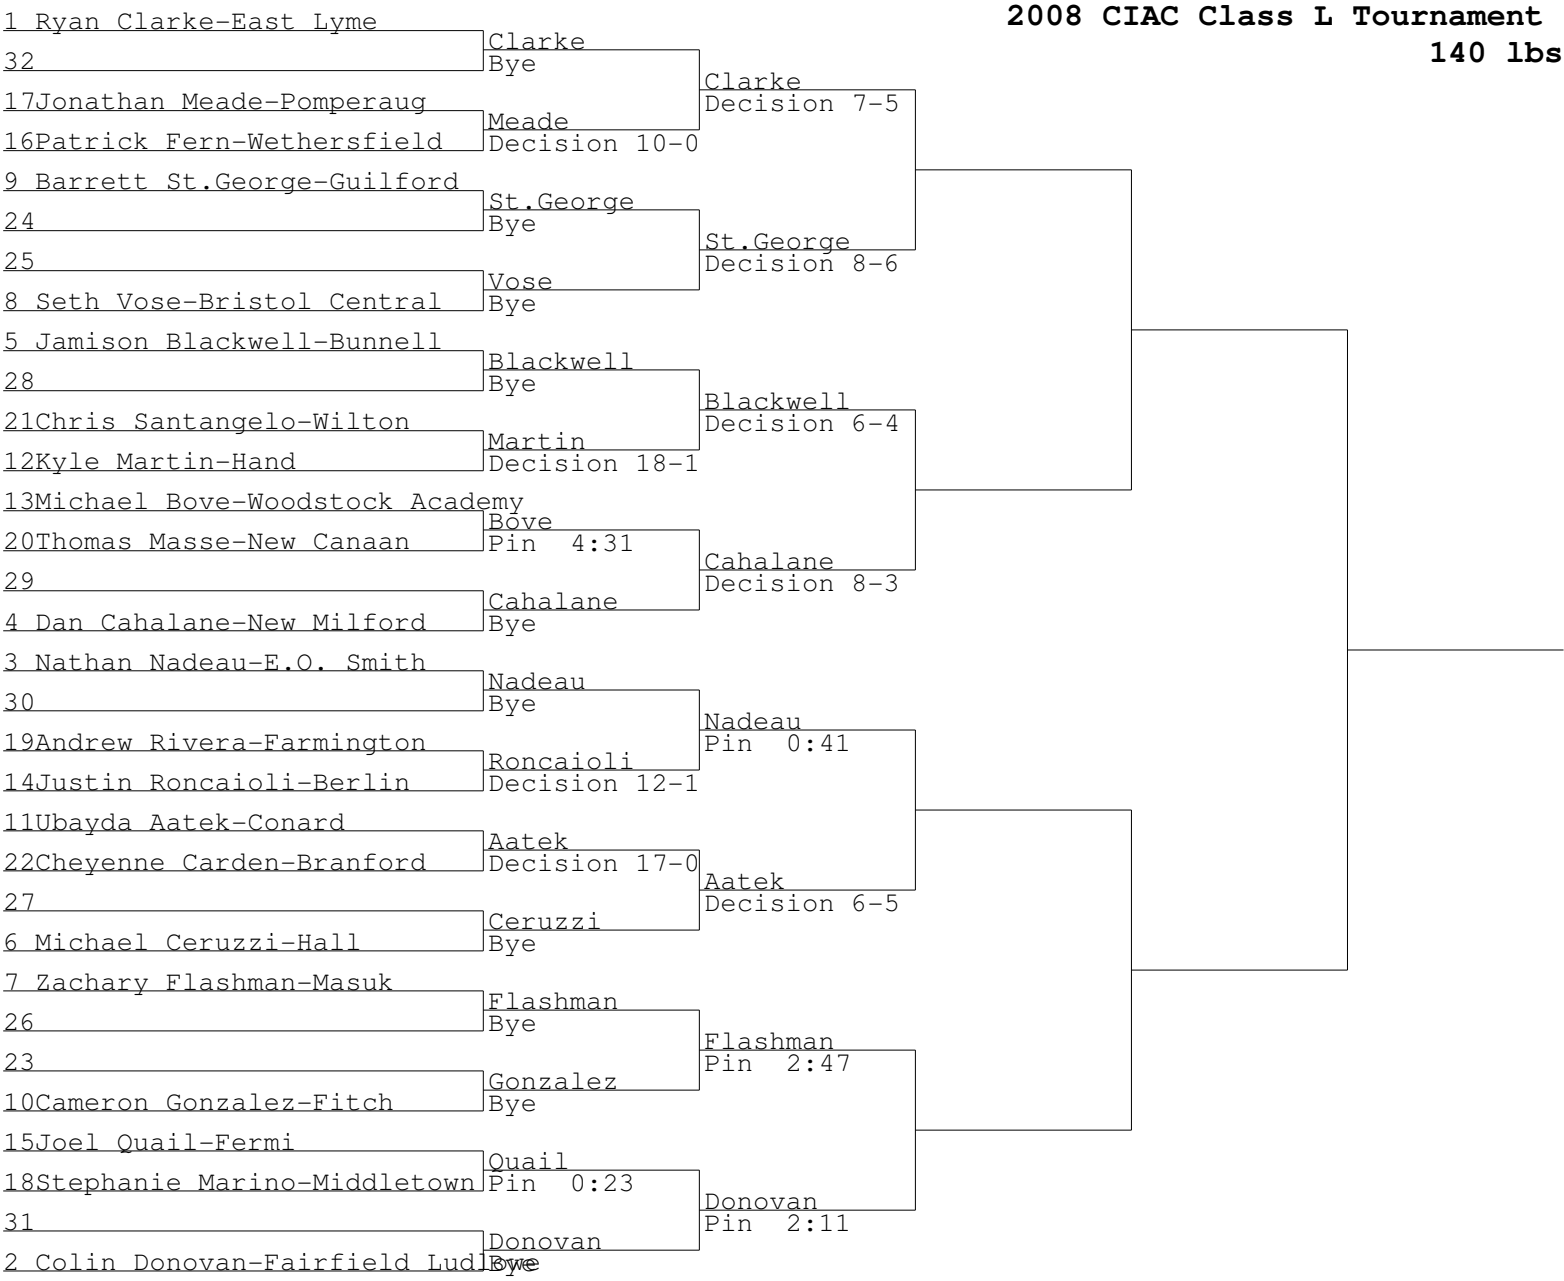 2008 CIAC Class L Tournament
140 lbs
1 Ryan Clarke-East Lyme
32
17Jonathan Meade-Pomperaug
16Patrick Fern-Wethersfield
9 Barrett St.George-Guilford
24
25
8 Seth Vose-Bristol Central
5 Jamison Blackwell-Bunnell
28
21Chris Santangelo-Wilton
12Kyle Martin-Hand
13Michael Bove-Woodstock Academy
20Thomas Masse-New Canaan
29
4 Dan Cahalane-New Milford
3 Nathan Nadeau-E.O. Smith
30
19Andrew Rivera-Farmington
14Justin Roncaioli-Berlin
11Ubayda Aatek-Conard
22Cheyenne Carden-Branford
27
6 Michael Ceruzzi-Hall
7 Zachary Flashman-Masuk
26
23
10Cameron Gonzalez-Fitch
15Joel Quail-Fermi
18Stephanie Marino-Middletown
31
2 Colin Donovan-Fairfield Ludlowe
Clarke
Bye
Meade
Decision 10-0
St.George
Bye
Vose
Bye
Blackwell
Bye
Martin
Decision 18-1
Bove
Pin 4:31
Cahalane
Bye
Nadeau
Bye
Roncaioli
Decision 12-1
Aatek
Decision 17-0
Ceruzzi
Bye
Flashman
Bye
Gonzalez
Bye
Quail
Pin 0:23
Donovan
Bye
Clarke
Decision 7-5
St.George
Decision 8-6
Blackwell
Decision 6-4
Cahalane
Decision 8-3
Nadeau
Pin 0:41
Aatek
Decision 6-5
Flashman
Pin 2:47
Donovan
Pin 2:11